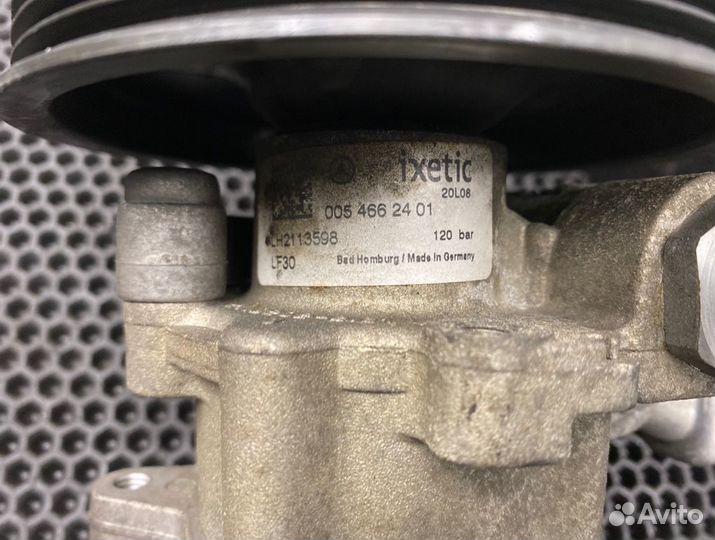 ixetic
20L08
005 466 24 01
LH2113598 120 bar
LF30 Bad Homburg / Made in Germany
Avito